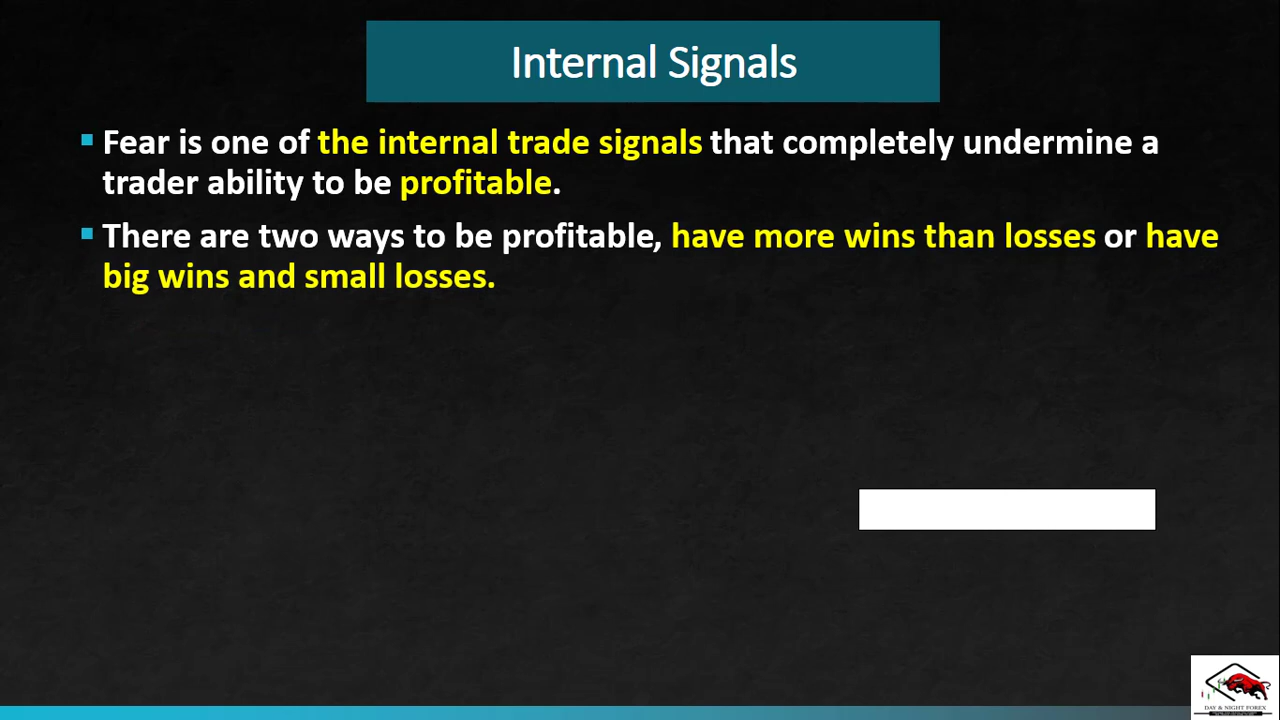 Internal Signals
Fear is one of the internal trade signals that completely undermine a
trader ability to be profitable.
There are two ways to be profitable, have more wins than losses or have
big wins and small losses.
DAY & NIGHT FOREX